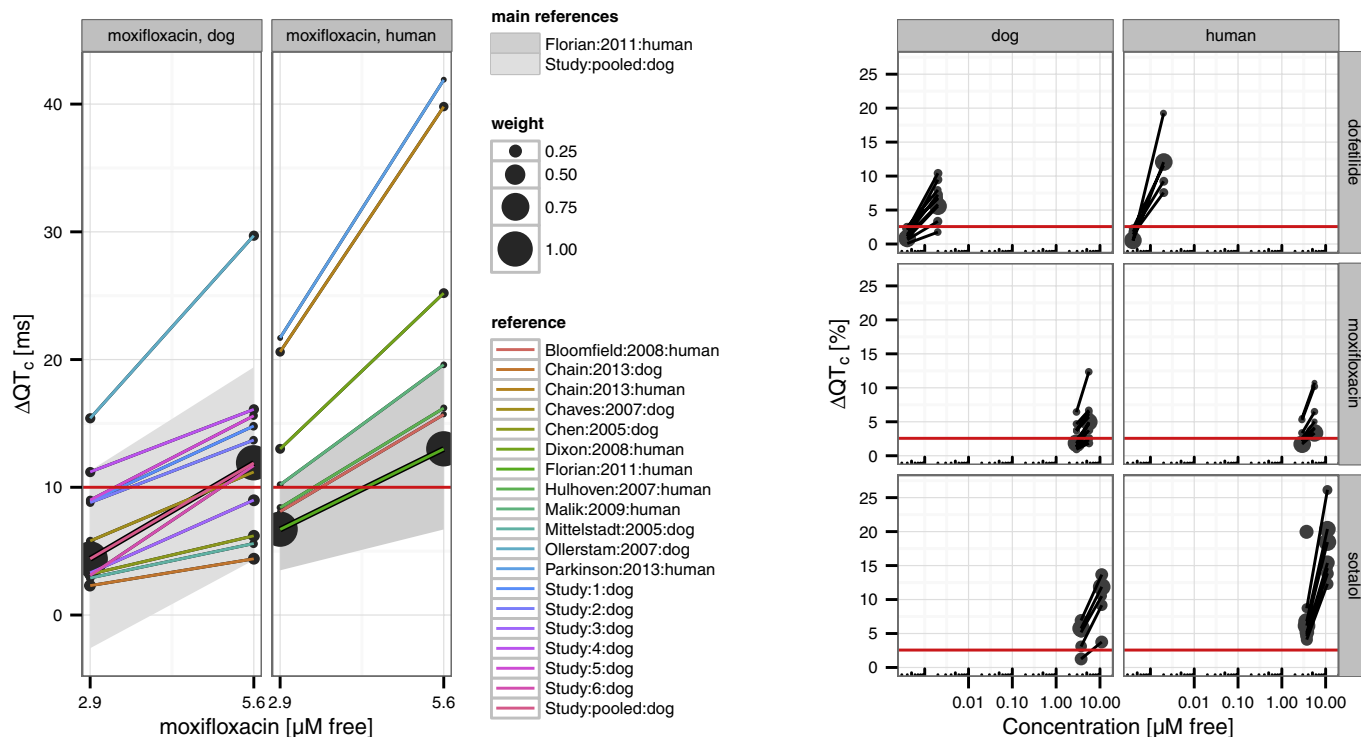 moxifloxacin, dog
moxifloxacin, human
40
30
20
10
0
ΔQTc [ms]
2.9
5.6
2.9
5.6
moxifloxacin [µM free]
main references
Florian:2011:human
Study:pooled:dog
weight
0.25
0.50
0.75
1.00
reference
Bloomfield:2008:human
Chain:2013:dog
Chain:2013:human
Chaves:2007:dog
Chen:2005:dog
Dixon:2008:human
Florian:2011:human
Hulhoven:2007:human
Malik:2009:human
Mittelstad:2005:dog
Ollerstam:2007:dog
Parkinson:2013:human
Study:1:dog
Study:2:dog
Study:3:dog
Study:4:dog
Study:5:dog
Study:6:dog
Study:pooled:dog
dog
human
25
20
15
10
5
0
dofetilide
25
20
15
10
5
0
moxifloxacin
25
20
15
10
5
0
sotalol
ΔQTc [%]
0.01
0.10
1.00
10.00
0.01
0.10
1.00
10.00
Concentration [µM free]